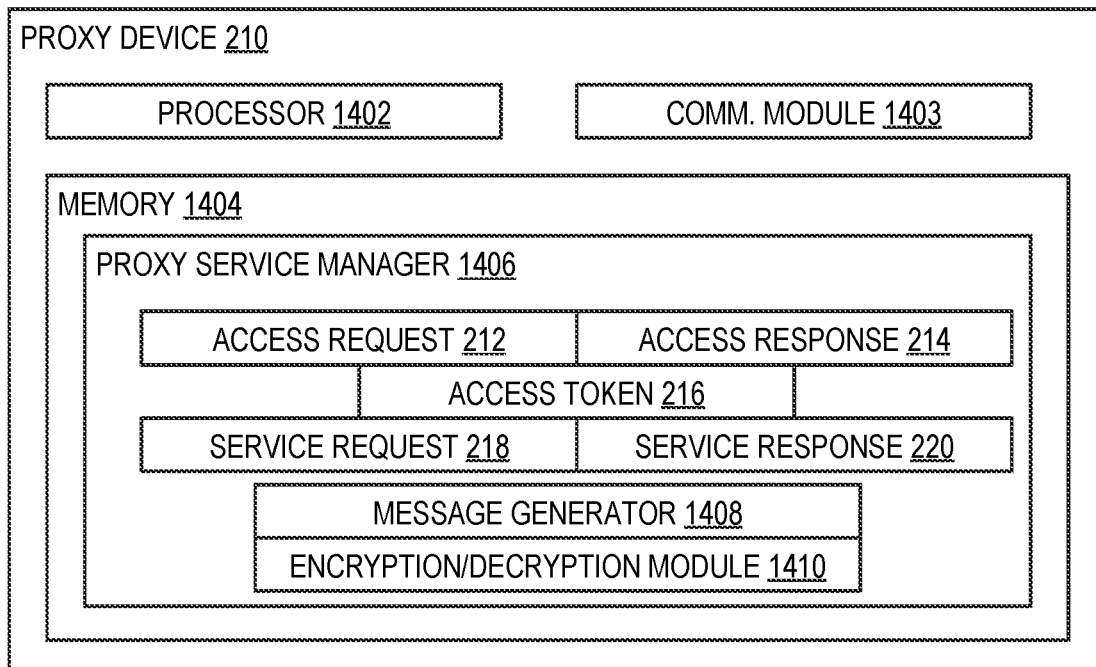 PROXY DEVICE 210
PROCESSOR 1402
COMM. MODULE 1403
MEMORY 1404
PROXY SERVICE MANAGER 1406
ACCESS REQUEST 212
ACCESS RESPONSE 214
ACCESS TOKEN 216
SERVICE REQUEST 218
SERVICE RESPONSE 220
MESSAGE GENERATOR 1408
ENCRYPTION/DECRYPTION MODULE 1410